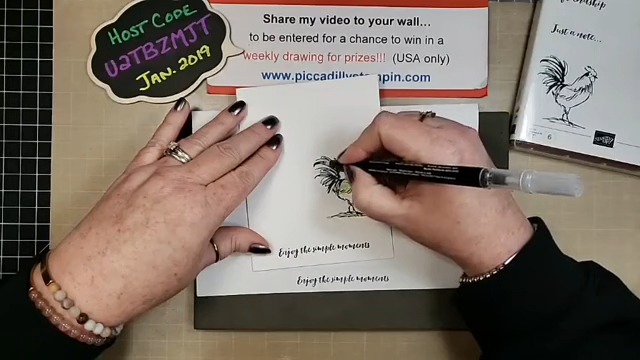 HOST CODE
U2TBZMJT
JAN. 2019
Share my video to your wall...
to be entered for a chance to win in a
weekly drawing for prizes!!! (USA only)
www.piccadillystampin.com
Just a note...
6
Enjoy the simple moments
Enjoy the simple moments